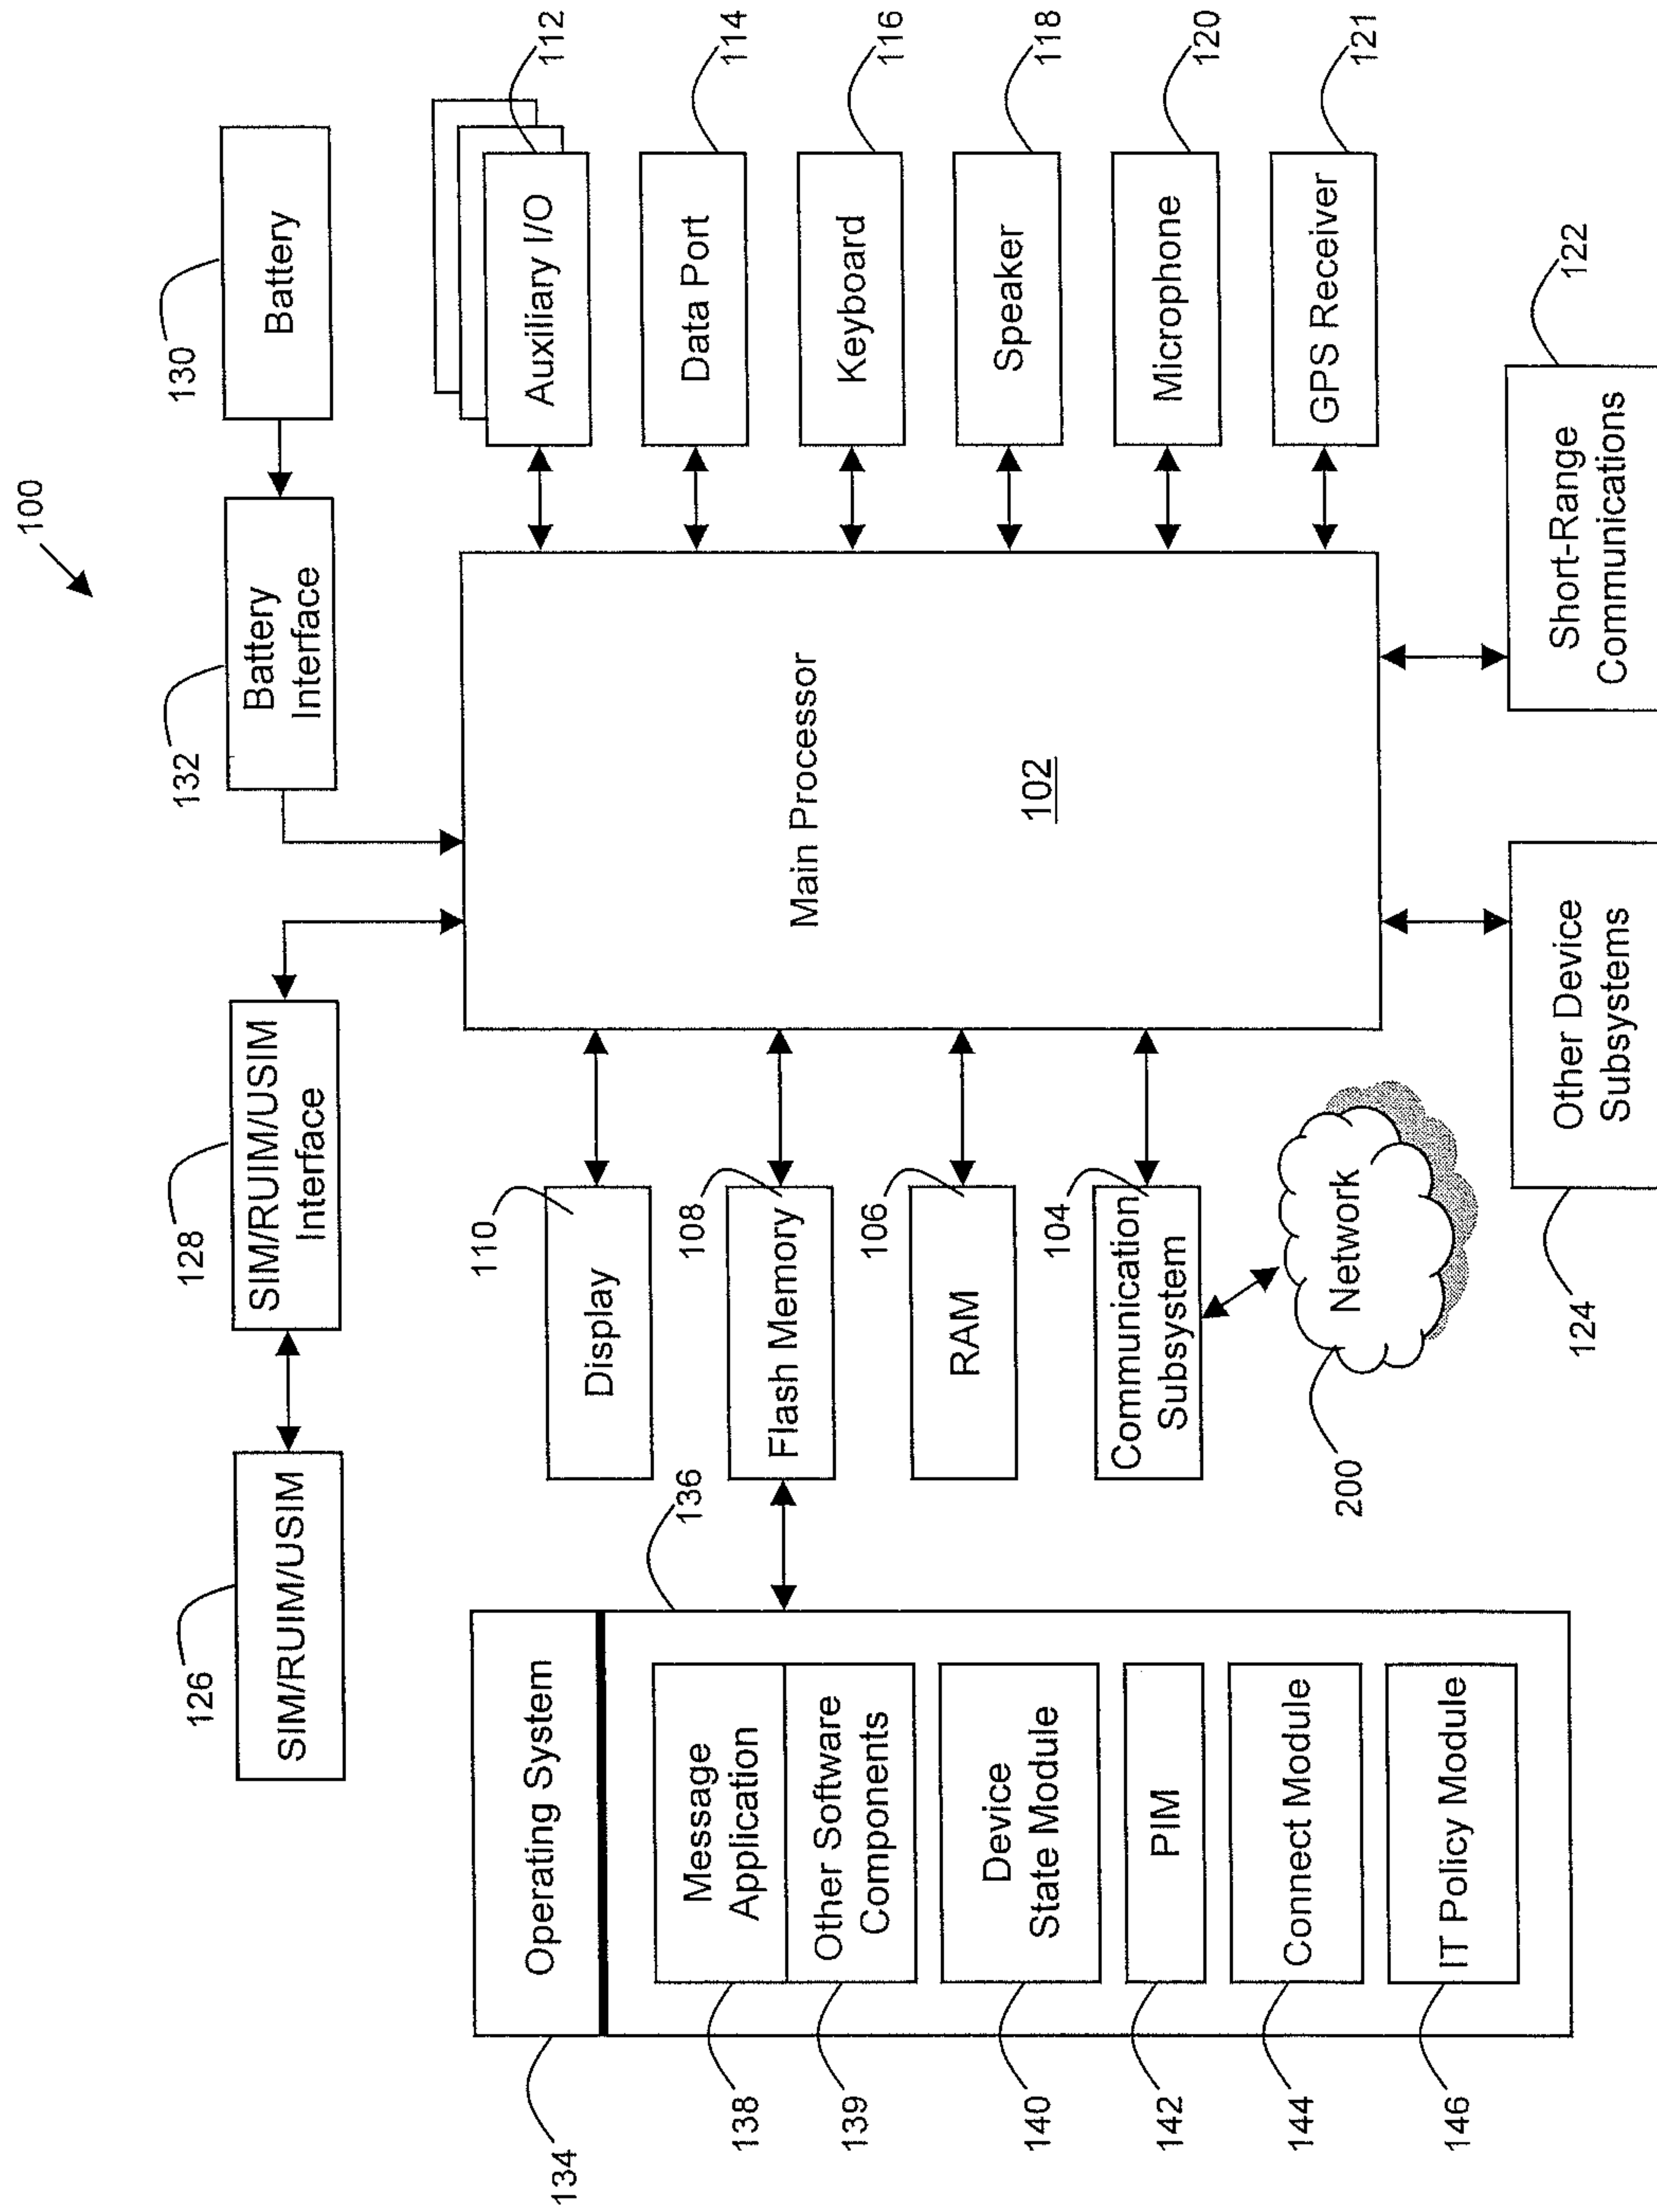 100
126
SIM/RUIM/USIM
128
SIM/RUIM/USIM
Interface
132
Battery
Interface
130
Battery
134
Operating System
136
138
Message
Application
139
Other Software
Components
140
Device
State Module
142
PIM
144
Connect Module
146
IT Policy Module
110
Display
108
Flash Memory
106
RAM
104
Communication
Subsystem
200
Network
Main Processor
102
Auxiliary I/O
112
Data Port
114
Keyboard
116
Speaker
118
Microphone
120
GPS Receiver
121
124
Other Device
Subsystems
Short-Range
Communications
122